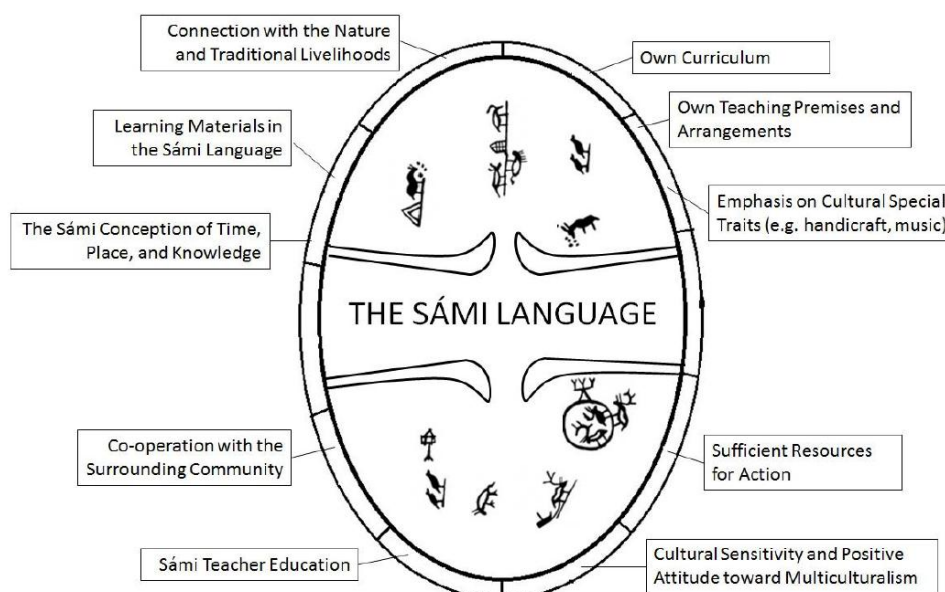 Connection with the Nature
and Traditional Livelihoods
Own Curriculum
Own Teaching Premises and
Arrangements
Learning Materials in
the Sámi Language
Emphasis on Cultural Special
Traits (e.g. handicraft, music)
The Sámi Conception of Time,
Place, and Knowledge
THE SÁMI LANGUAGE
Co-operation with the
Surrounding Community
Sufficient Resources
for Action
Sámi Teacher Education
Cultural Sensitivity and Positive
Attitude toward Multiculturalism